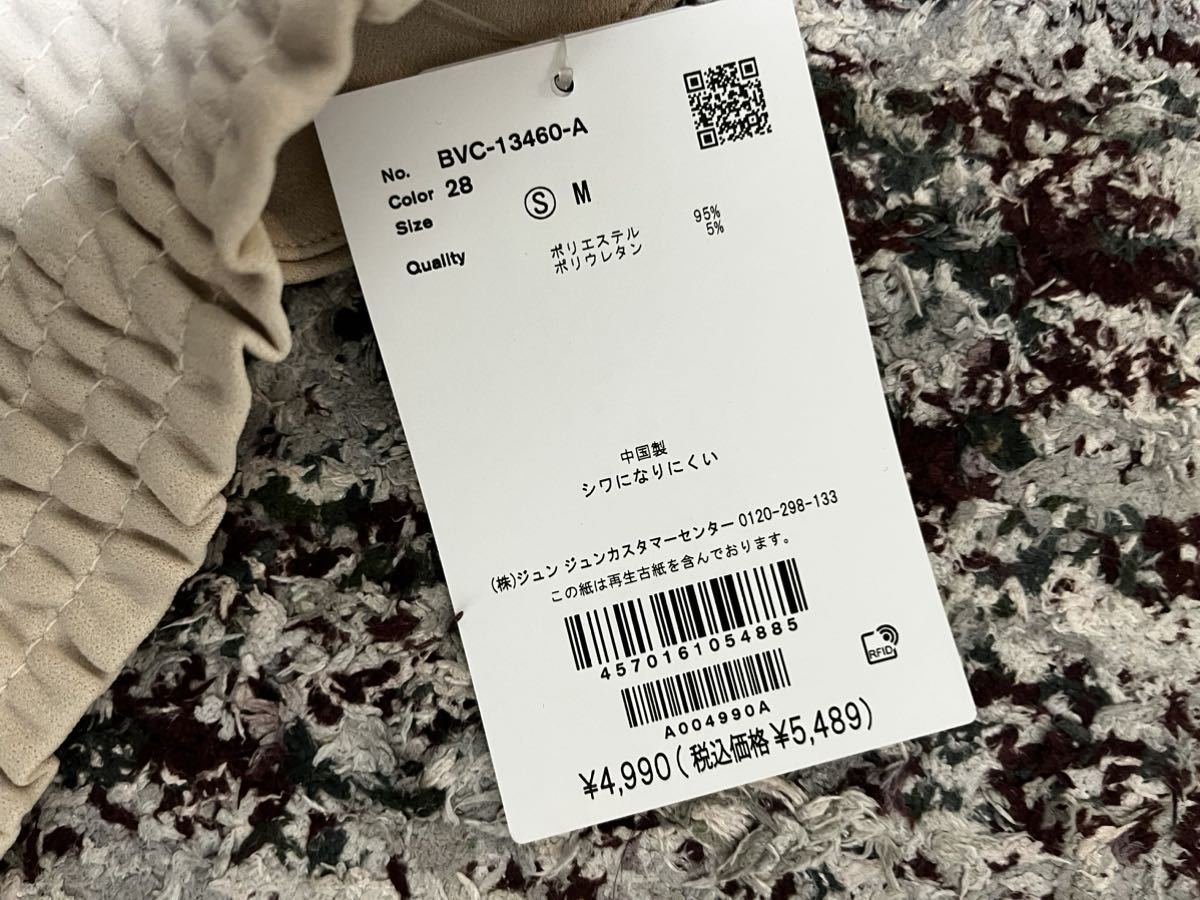 No. BVC-13460-A
Color 28
Size Ⓢ M
Quality ポリエステル 95%
ポリウレタン 5%
中国製
シワになりにくい
(株)ジュン ジュンカスタマーセンター 0120-298-133
この紙は再生古紙を含んでおります。
4570161054885
A004990A
RFID
¥4,990(税込価格¥5,489)